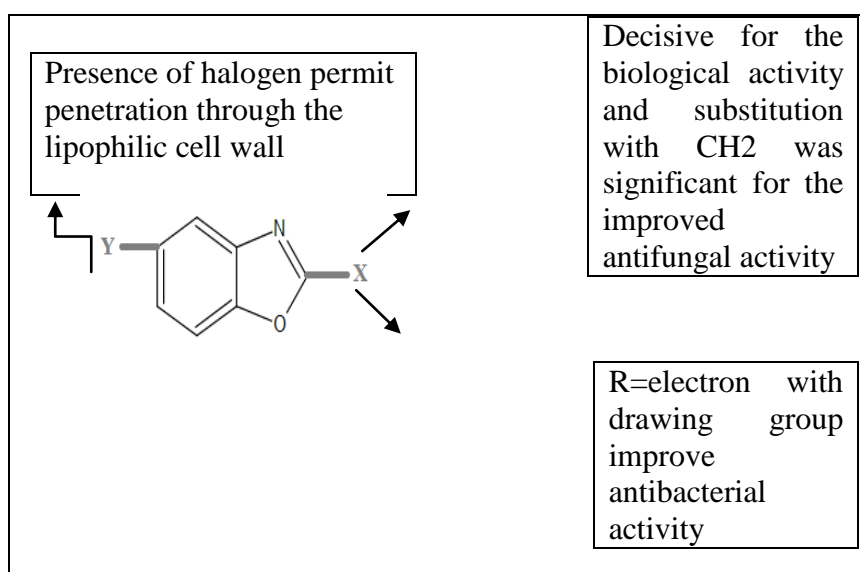 Presence of halogen permit
penetration through the
lipophilic cell wall
Decisive for the
biological activity
and substitution
with CH2 was
significant for the
improved
antifungal activity
Y
N
X
O
R=electron with
drawing group
improve
antibacterial
activity